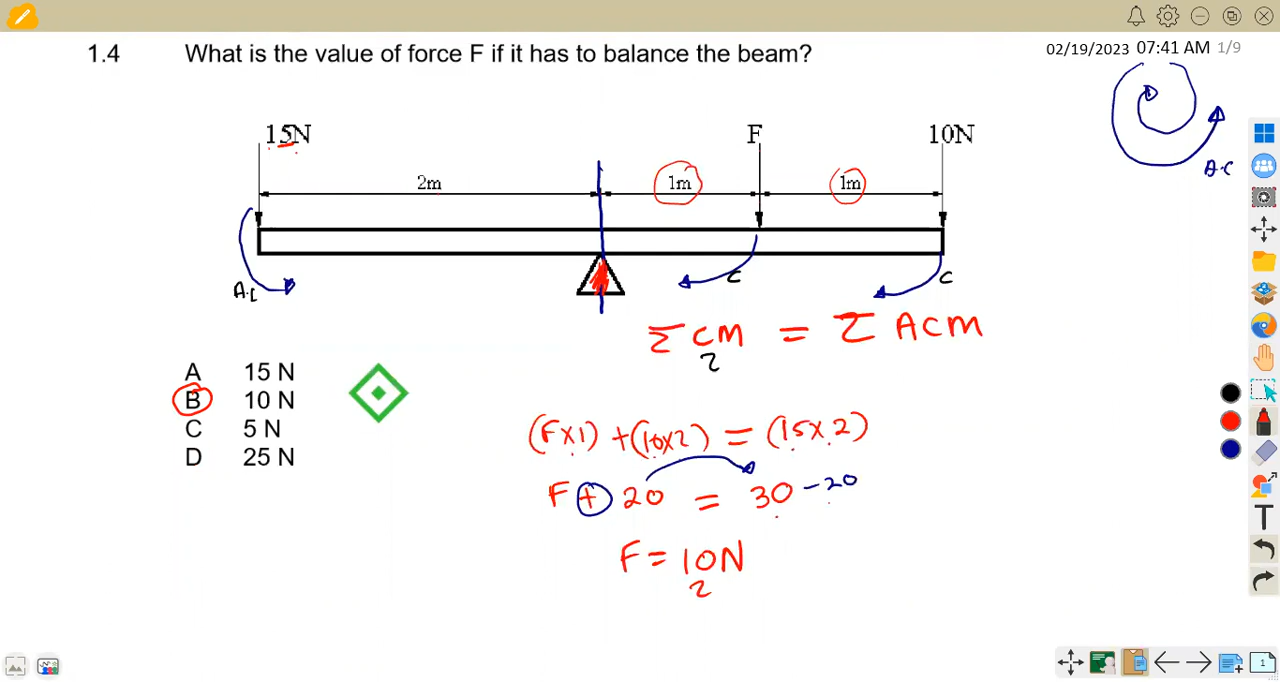 02/19/2023 07:41 AM 1/9
1.4 What is the value of force F if it has to balance the beam?
A.C
15N F 10N
2m 1m 1m
A.C C C
Σ CM = Σ ACM
A 15 N
B 10 N
C 5 N
D 25 N
(F×1) + (10×2) = (15×2)
F + 20 = 30 - 20
F = 10N
T
1